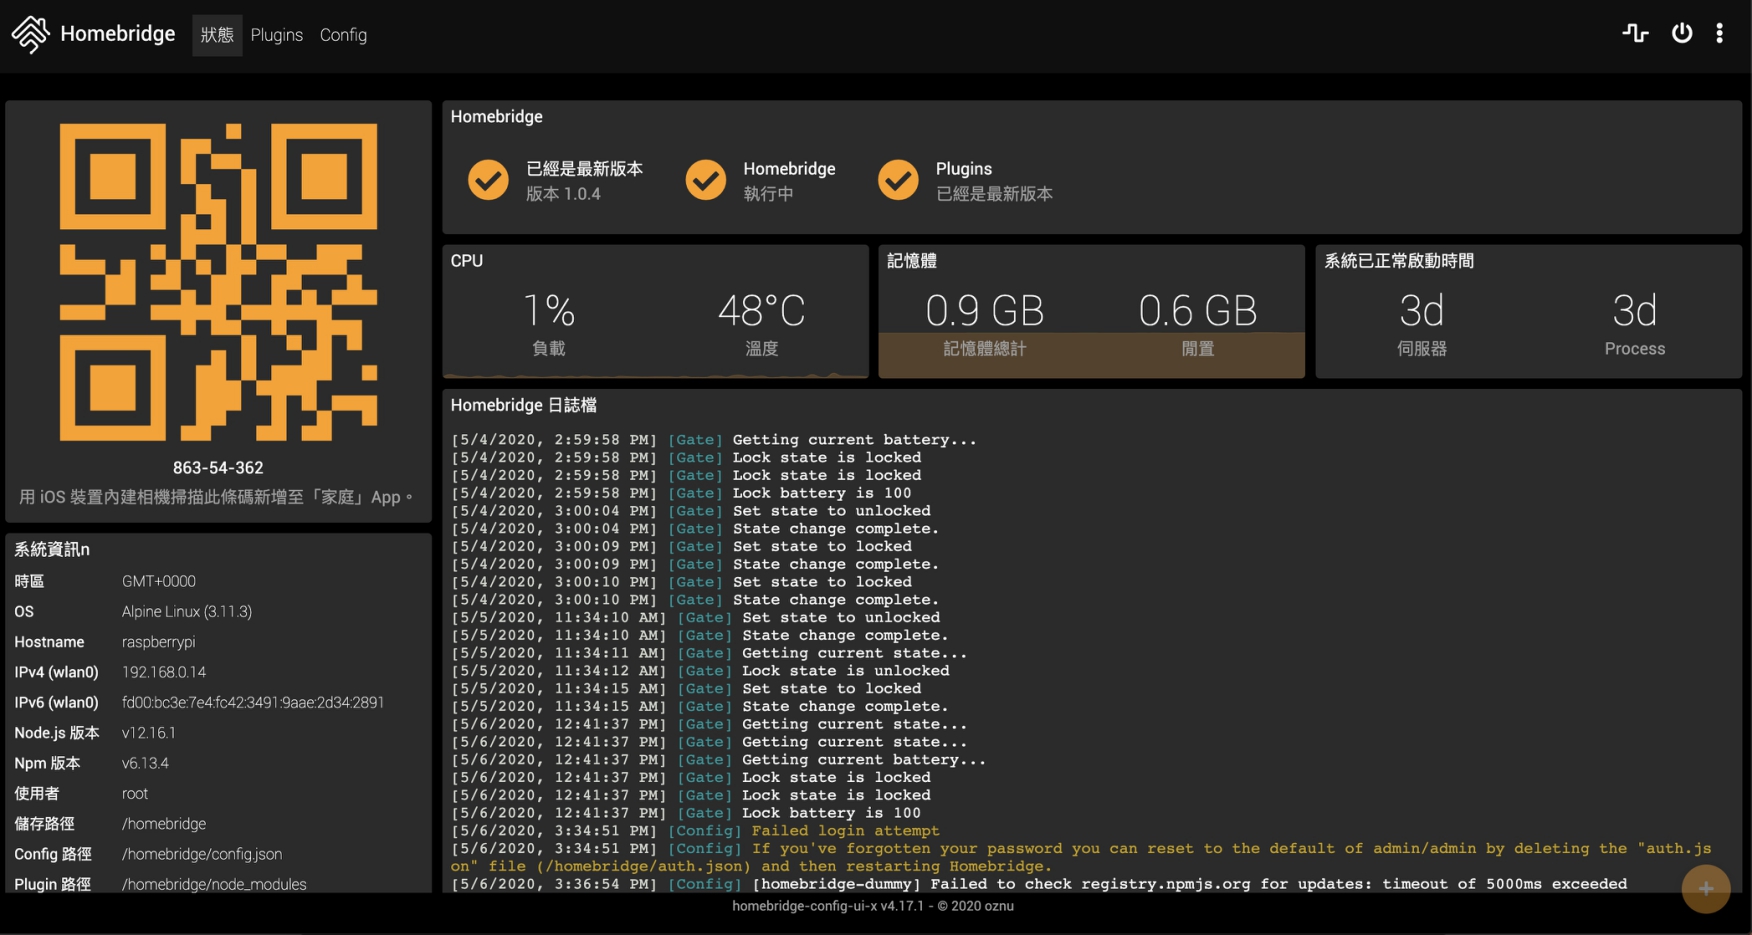 Homebridge 狀態 Plugins Config
863-54-362
用 iOS 裝置內建相機掃描此條碼新增至「家庭」App。
系統資訊n
時區 GMT+0000
OS Alpine Linux (3.11.3)
Hostname raspberrypi
IPv4 (wlan0) 192.168.0.14
IPv6 (wlan0) fd00:bc3e:7e4:fc42:3491:9aae:2d34:2891
Node.js 版本 v12.16.1
Npm 版本 v6.13.4
使用者 root
儲存路徑 /homebridge
Config 路徑 /homebridge/config.json
Plugin 路徑 /homebridge/node_modules
Homebridge
已經是最新版本
版本 1.0.4
Homebridge
執行中
Plugins
已經是最新版本
CPU
1% 48°C
負載 溫度
記憶體
0.9 GB 0.6 GB
記憶體總計 閒置
系統已正常啟動時間
3d 3d
伺服器 Process
Homebridge 日誌檔
[5/4/2020, 2:59:58 PM] [Gate] Getting current battery...
[5/4/2020, 2:59:58 PM] [Gate] Lock state is locked
[5/4/2020, 2:59:58 PM] [Gate] Lock state is locked
[5/4/2020, 2:59:58 PM] [Gate] Lock battery is 100
[5/4/2020, 3:00:04 PM] [Gate] Set state to unlocked
[5/4/2020, 3:00:04 PM] [Gate] State change complete.
[5/4/2020, 3:00:09 PM] [Gate] Set state to locked
[5/4/2020, 3:00:09 PM] [Gate] State change complete.
[5/4/2020, 3:00:10 PM] [Gate] Set state to locked
[5/4/2020, 3:00:10 PM] [Gate] State change complete.
[5/5/2020, 11:34:10 AM] [Gate] Set state to unlocked
[5/5/2020, 11:34:10 AM] [Gate] State change complete.
[5/5/2020, 11:34:11 AM] [Gate] Getting current state...
[5/5/2020, 11:34:12 AM] [Gate] Lock state is unlocked
[5/5/2020, 11:34:15 AM] [Gate] Set state to locked
[5/5/2020, 11:34:15 AM] [Gate] State change complete.
[5/6/2020, 12:41:37 PM] [Gate] Getting current state...
[5/6/2020, 12:41:37 PM] [Gate] Getting current state...
[5/6/2020, 12:41:37 PM] [Gate] Getting current battery...
[5/6/2020, 12:41:37 PM] [Gate] Lock state is locked
[5/6/2020, 12:41:37 PM] [Gate] Lock state is locked
[5/6/2020, 12:41:37 PM] [Gate] Lock battery is 100
[5/6/2020, 3:34:51 PM] [Config] Failed login attempt
[5/6/2020, 3:34:51 PM] [Config] If you've forgotten your password you can reset to the default of admin/admin by deleting the "auth.js
on" file (/homebridge/auth.json) and then restarting Homebridge.
[5/6/2020, 3:36:54 PM] [Config] [homebridge-dummy] Failed to check registry.npmjs.org for updates: timeout of 5000ms exceeded
homebridge-config-ui-x v4.17.1 - © 2020 oznu